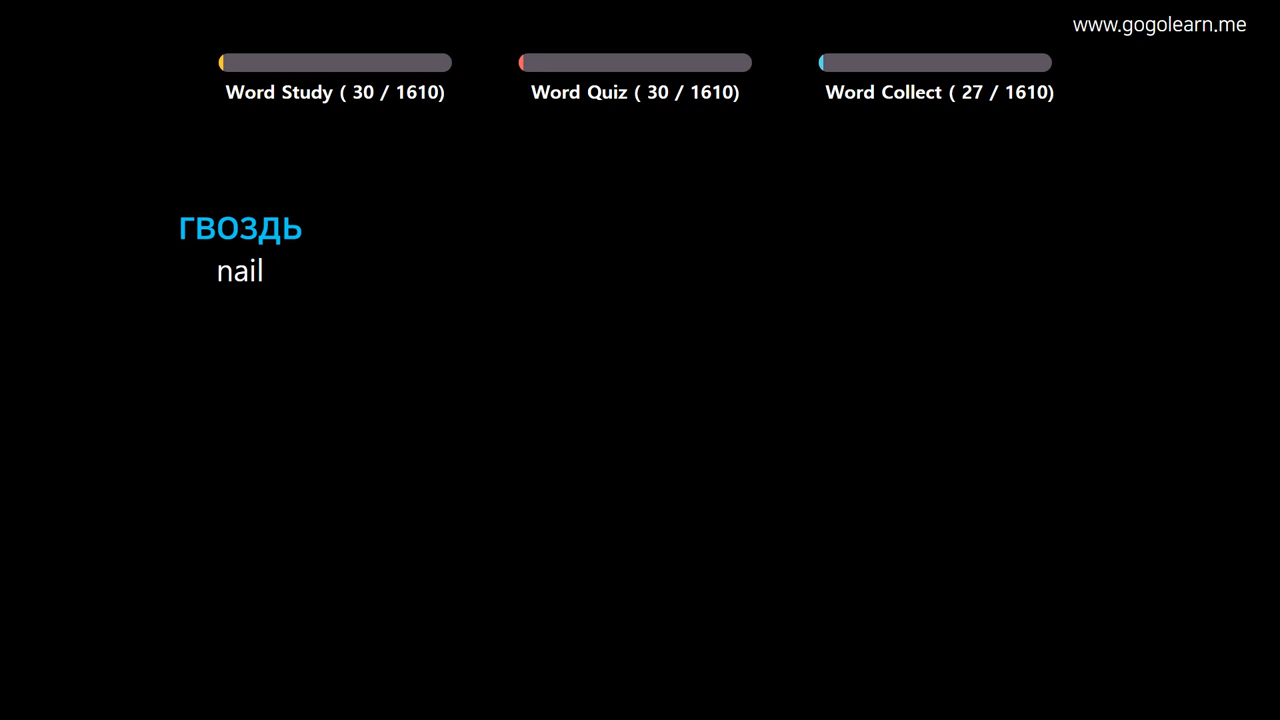 www.gogolearn.me
Word Study ( 30 / 1610)
Word Quiz ( 30 / 1610)
Word Collect ( 27 / 1610)
гвоздь
nail